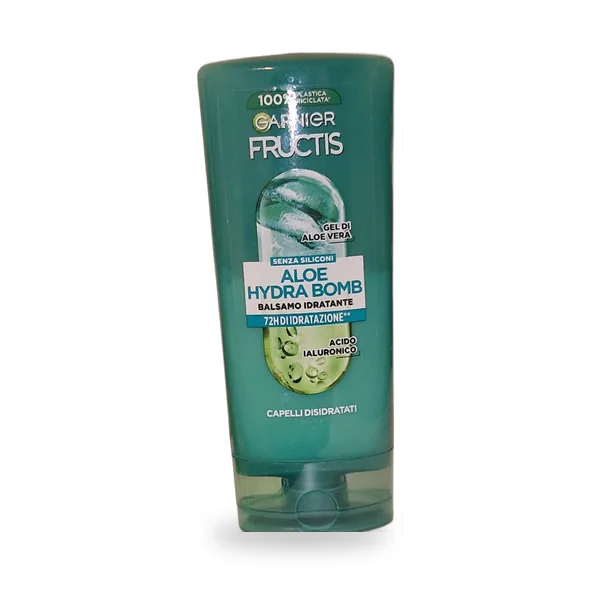 100% PLASTICA RICICLATA*
GARNIER
FRUCTIS
GEL DI
ALOE VERA
SENZA SILICONI
ALOE
HYDRA BOMB
BALSAMO IDRATANTE
72H DI IDRATAZIONE**
ACIDO
IALURONICO
CAPELLI DISIDRATATI